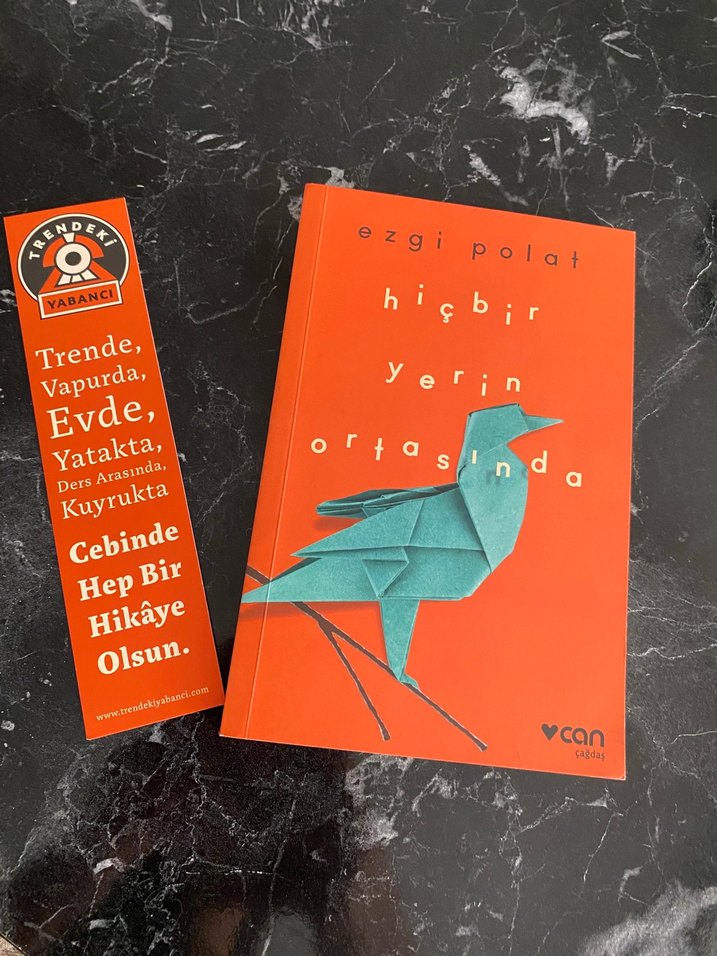 TRENDEKİ
YABANCI
Trende,
Vapurda,
Evde,
Yatakta,
Ders Arasında,
Kuyrukta
Cebinde
Hep Bir
Hikâye
Olsun.
www.trendekiyabanci.com
ezgi polat
hiçbir
yerin
ortasında
can
çağdaş